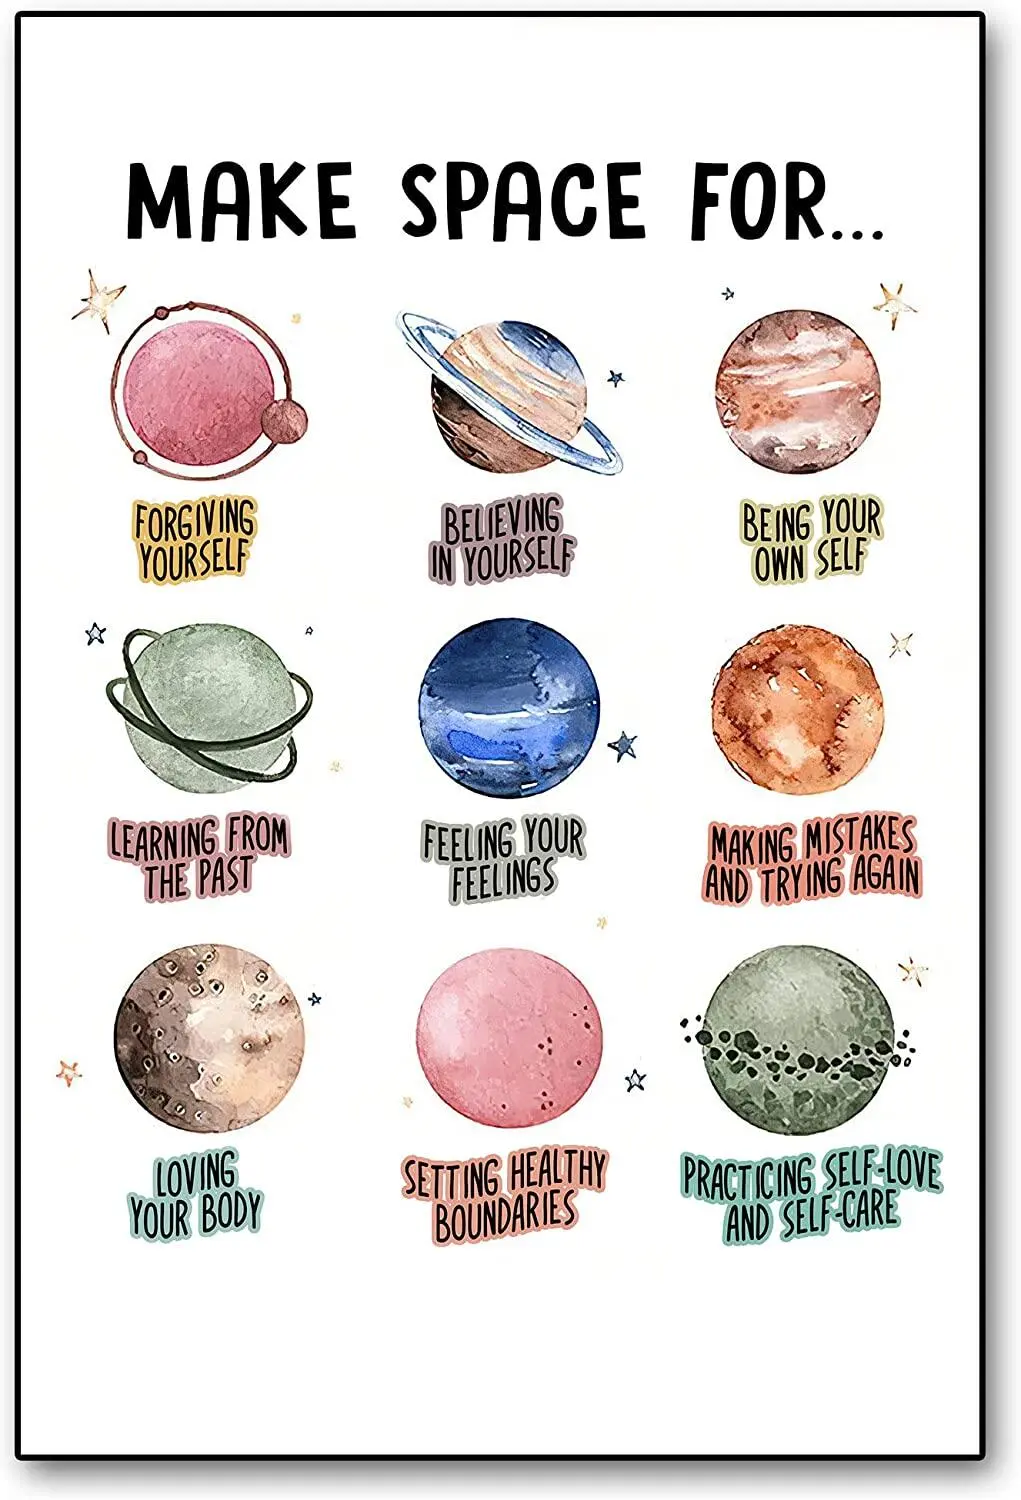 MAKE SPACE FOR...
FORGIVING
YOURSELF
BELIEVING
IN YOURSELF
BEING YOUR
OWN SELF
LEARNING FROM
THE PAST
FEELING YOUR
FEELINGS
MAKING MISTAKES
AND TRYING AGAIN
LOVING
YOUR BODY
SETTING HEALTHY
BOUNDARIES
PRACTICING SELF-LOVE
AND SELF-CARE